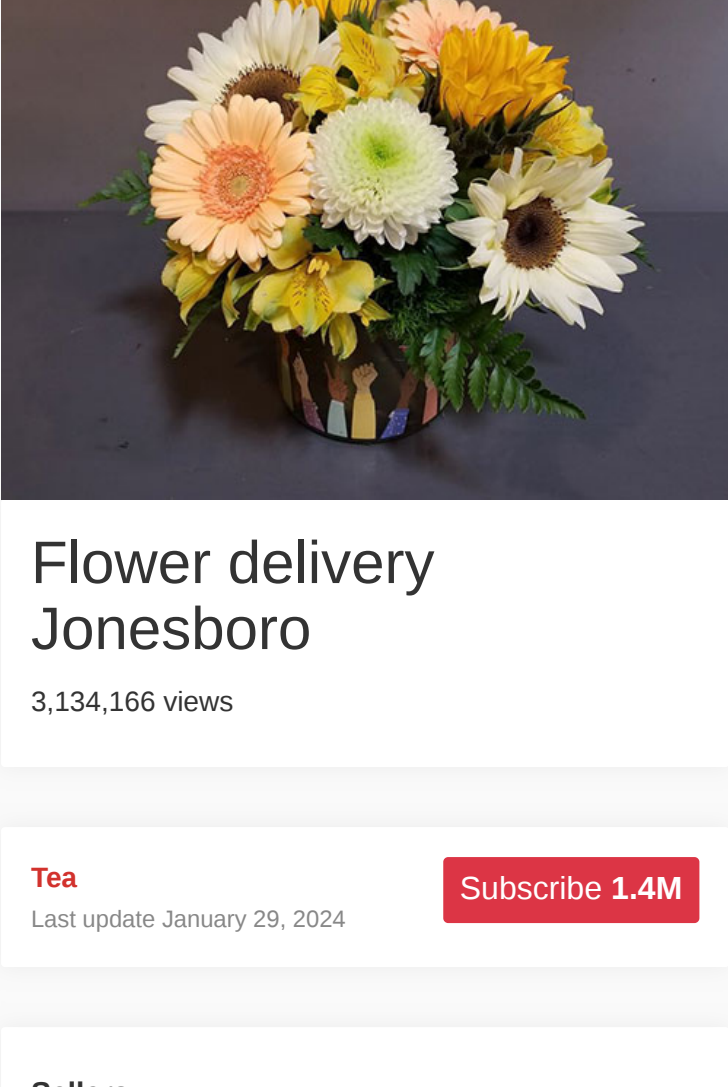 Flower delivery
Jonesboro
3,134,166 views
Tea
Subscribe 1.4M
Last update January 29, 2024